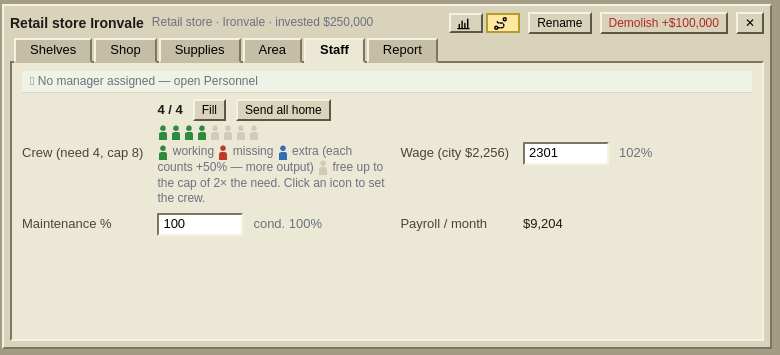 Retail store Ironvale Retail store · Ironvale · invested $250,000 Rename Demolish +$100,000 ✕
Shelves Shop Supplies Area Staff Report
No manager assigned — open Personnel
4 / 4 Fill Send all home
Crew (need 4, cap 8) working missing extra (each
counts +50% — more output) free up to
the cap of 2× the need. Click an icon to set
the crew.
Wage (city $2,256) 2301 102%
Maintenance % 100 cond. 100% Payroll / month $9,204